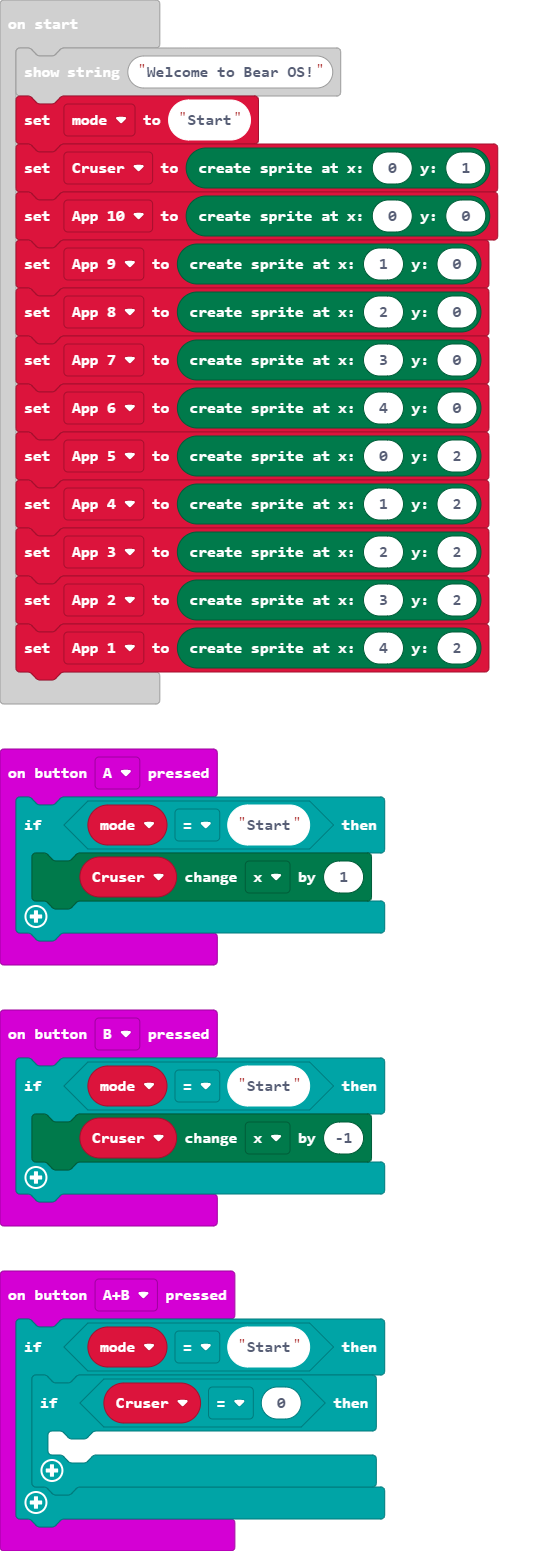 on start
show string "Welcome to Bear OS!"
set mode to "Start"
set Cruser to create sprite at x: 0 y: 1
set App 10 to create sprite at x: 0 y: 0
set App 9 to create sprite at x: 1 y: 0
set App 8 to create sprite at x: 2 y: 0
set App 7 to create sprite at x: 3 y: 0
set App 6 to create sprite at x: 4 y: 0
set App 5 to create sprite at x: 0 y: 2
set App 4 to create sprite at x: 1 y: 2
set App 3 to create sprite at x: 2 y: 2
set App 2 to create sprite at x: 3 y: 2
set App 1 to create sprite at x: 4 y: 2
on button A pressed
if mode = "Start" then
Cruser change x by 1
on button B pressed
if mode = "Start" then
Cruser change x by -1
on button A+B pressed
if mode = "Start" then
if Cruser = 0 then